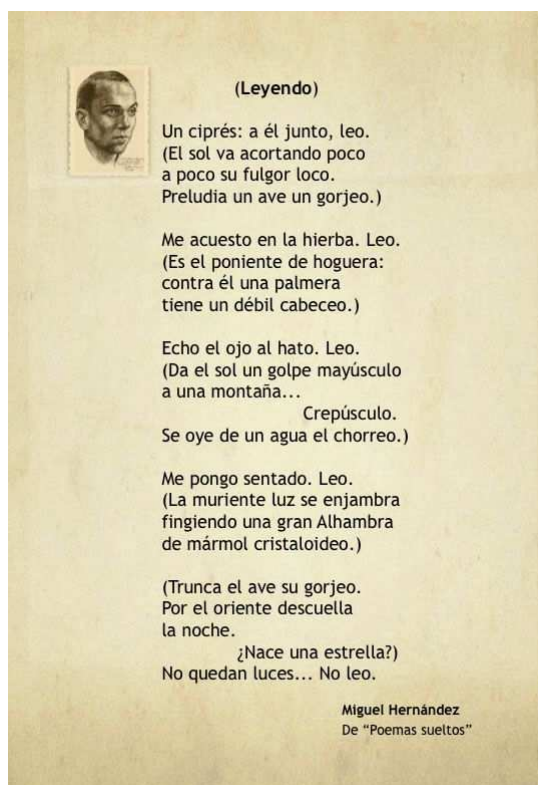 (Leyendo)
Un ciprés: a él junto, leo.
(El sol va acortando poco
a poco su fulgor loco.
Preludia un ave un gorjeo.)
Me acuesto en la hierba. Leo.
(Es el poniente de hoguera:
contra él una palmera
tiene un débil cabeceo.)
Echo el ojo al hato. Leo.
(Da el sol un golpe mayúsculo
a una montaña...
Crepúsculo.
Se oye de un agua el chorreo.)
Me pongo sentado. Leo.
(La muriente luz se enjambra
fingiendo una gran Alhambra
de mármol cristaloideo.)
(Trunca el ave su gorjeo.
Por el oriente descuella
la noche.
¿Nace una estrella?)
No quedan luces... No leo.
Miguel Hernández
De “Poemas sueltos”